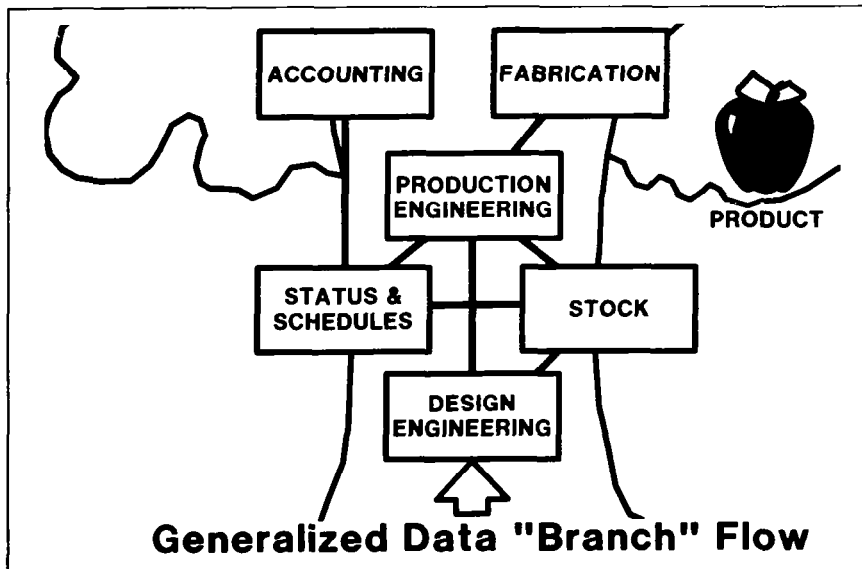 ACCOUNTING
FABRICATION
PRODUCTION
ENGINEERING
PRODUCT
STATUS &
SCHEDULES
STOCK
DESIGN
ENGINEERING
Generalized Data "Branch" Flow